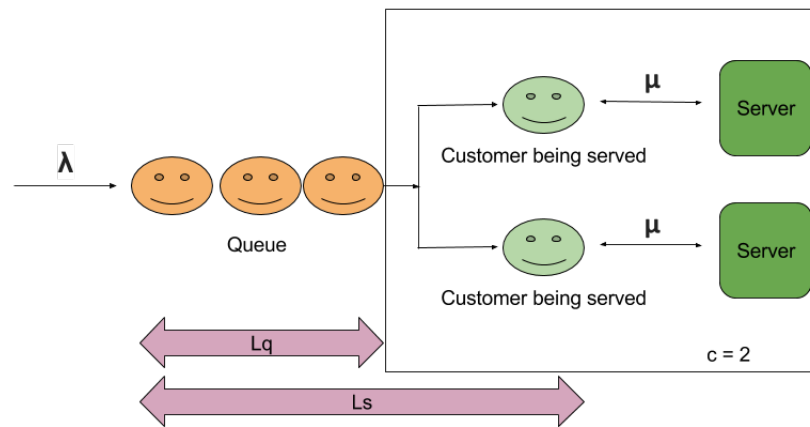 μ
Server
Customer being served
λ
Queue
μ
Server
Customer being served
Lq
c = 2
Ls